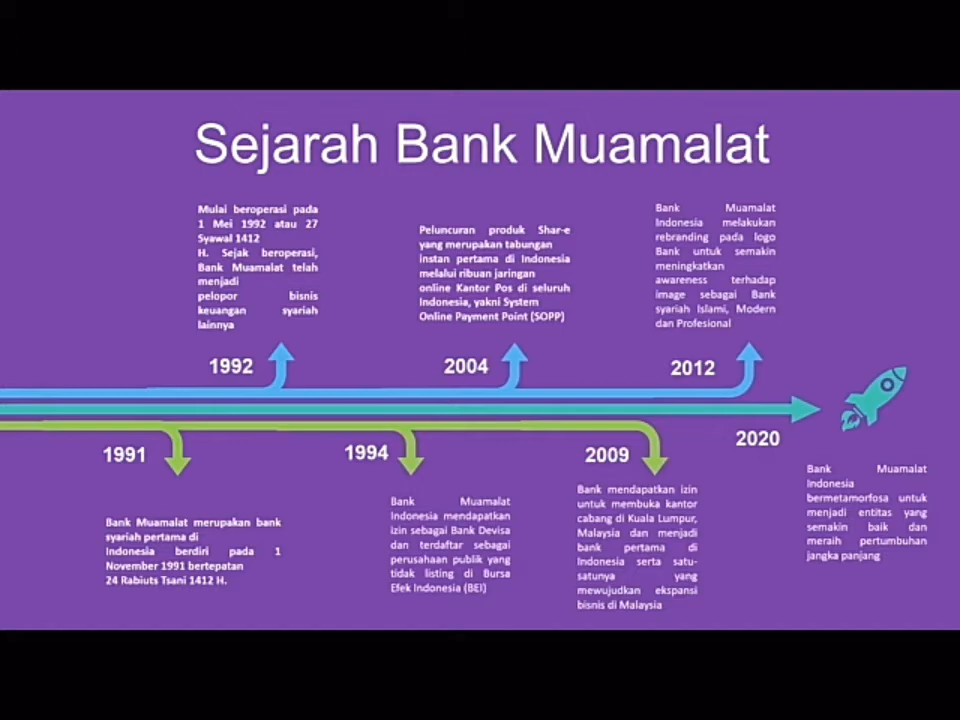 Sejarah Bank Muamalat
Mulai beroperasi pada
1 Mei 1992 atau 27
Syawal 1412
H. Sejak beroperasi,
Bank Muamalat telah
menjadi
pelopor bisnis
keuangan syariah
lainnya
1992
Peluncuran produk Shar-e
yang merupakan tabungan
instan pertama di Indonesia
melalui ribuan jaringan
online Kantor Pos di seluruh
Indonesia, yakni System
Online Payment Point (SOPP)
2004
Bank Muamalat
Indonesia melakukan
rebranding pada logo
Bank untuk semakin
meningkatkan
awareness terhadap
image sebagai Bank
syariah Islami, Modern
dan Profesional
2012
1991
Bank Muamalat merupakan bank
syariah pertama di
Indonesia berdiri pada 1
November 1991 bertepatan
24 Rabiuts Tsani 1412 H.
1994
Bank Muamalat
Indonesia mendapatkan
izin sebagai Bank Devisa
dan terdaftar sebagai
perusahaan publik yang
tidak listing di Bursa
Efek Indonesia (BEI)
2009
Bank mendapatkan izin
untuk membuka kantor
cabang di Kuala Lumpur,
Malaysia dan menjadi
bank pertama di
Indonesia serta satu-
satunya yang
mewujudkan ekspansi
bisnis di Malaysia
2020
Bank Muamalat
Indonesia
bermetamorfosa untuk
menjadi entitas yang
semakin baik dan
meraih pertumbuhan
jangka panjang